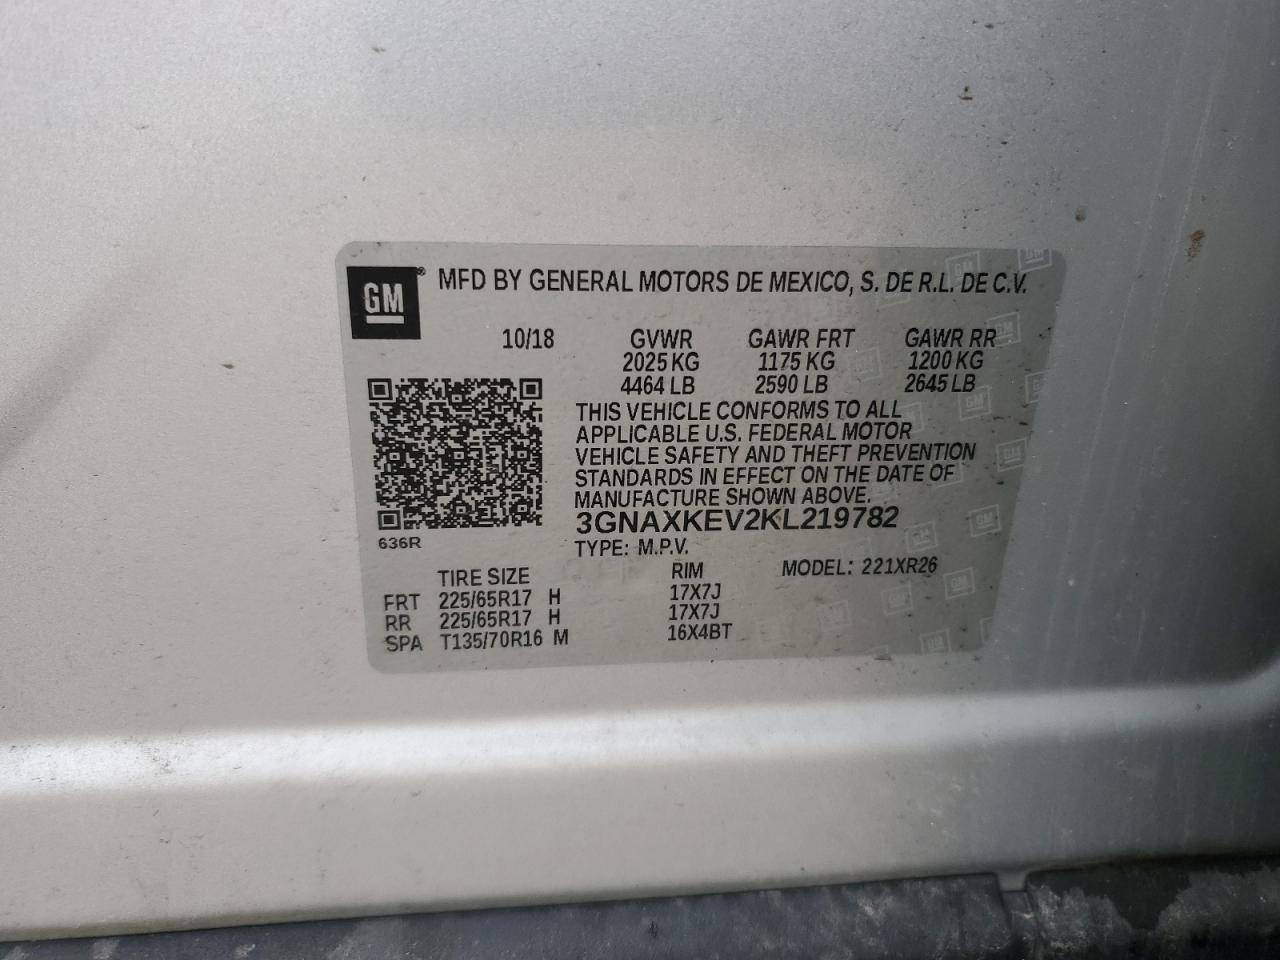 GM® MFD BY GENERAL MOTORS DE MEXICO, S. DE R.L. DE C.V.
10/18 GVWR GAWR FRT GAWR RR
2025 KG 1175 KG 1200 KG
4464 LB 2590 LB 2645 LB
THIS VEHICLE CONFORMS TO ALL
APPLICABLE U.S. FEDERAL MOTOR
VEHICLE SAFETY AND THEFT PREVENTION
STANDARDS IN EFFECT ON THE DATE OF
MANUFACTURE SHOWN ABOVE.
3GNAXKEV2KL219782
636R
TYPE: M.P.V.
MODEL: 221XR26
TIRE SIZE RIM
FRT 225/65R17 H 17X7J
RR 225/65R17 H 17X7J
SPA T135/70R16 M 16X4BT